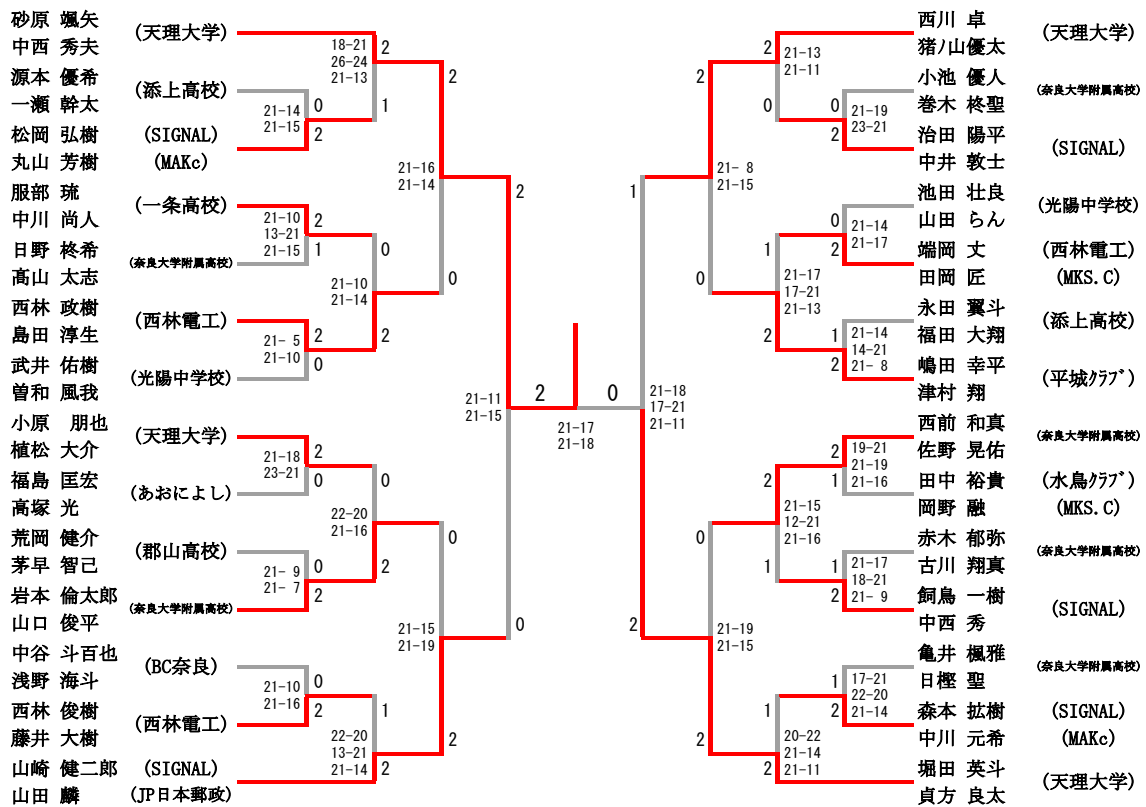 砂原 颯矢
(天理大学)
中西 秀夫
18-21
26-24
21-13
2
源本 優希
(添上高校)
一瀬 幹太
21-14
21-15
0
1
2
松岡 弘樹
(SIGNAL)
2
丸山 芳樹
(MAKc)
21-16
21-14
服部 琉
(一条高校)
中川 尚人
21-10
13-21
21-15
2
2
日野 柊希
(奈良大学附属高校)
1
0
髙山 太志
21-10
21-14
0
西林 政樹
(西林電工)
島田 淳生
21- 5
21-10
2
2
武井 佑樹
(光陽中学校)
0
曽和 風我
21-11
21-15
小原 朋也
(天理大学)
植松 大介
21-18
23-21
2
福島 匡宏
(あおによし)
0
0
高塚 光
22-20
21-16
荒岡 健介
(郡山高校)
0
茅早 智己
21- 9
21- 7
0
2
岩本 倫太郎
(奈良大学附属高校)
2
山口 俊平
0
21-15
21-19
中谷 斗百也
(BC奈良)
浅野 海斗
21-10
21-16
0
西林 俊樹
(西林電工)
2
1
藤井 大樹
22-20
13-21
21-14
2
山崎 健二郎
(SIGNAL)
2
山田 麟
(JP日本郵政)
2
0
21-17
21-18
西川 卓
(天理大学)
猪ﾉ山優太
2
21-13
21-11
2
小池 優人
(奈良大学附属高校)
巻木 柊聖
0
0
21-19
23-21
治田 陽平
(SIGNAL)
2
中井 敦士
21- 8
21-15
1
池田 壮良
(光陽中学校)
山田 らん
0
21-14
21-17
端岡 丈
(西林電工)
1
2
田岡 匠
(MKS.C)
0
21-17
17-21
21-13
永田 翼斗
(添上高校)
福田 大翔
2
1
21-14
14-21
21- 8
嶋田 幸平
(平城ｸﾗﾌﾞ)
2
津村 翔
21-18
17-21
21-11
西前 和真
(奈良大学附属高校)
佐野 晃佑
2
19-21
21-19
21-16
田中 裕貴
(水鳥ｸﾗﾌﾞ)
2
1
岡野 融
(MKS.C)
21-15
12-21
21-16
赤木 郁弥
(奈良大学附属高校)
0
古川 翔真
1
1
21-17
18-21
21- 9
飼鳥 一樹
(SIGNAL)
2
中西 秀
2
21-19
21-15
亀井 楓雅
(奈良大学附属高校)
日樫 聖
1
17-21
22-20
21-14
森本 拡樹
(SIGNAL)
1
2
中川 元希
(MAKc)
2
20-22
21-14
21-11
堀田 英斗
(天理大学)
2
貞方 良太